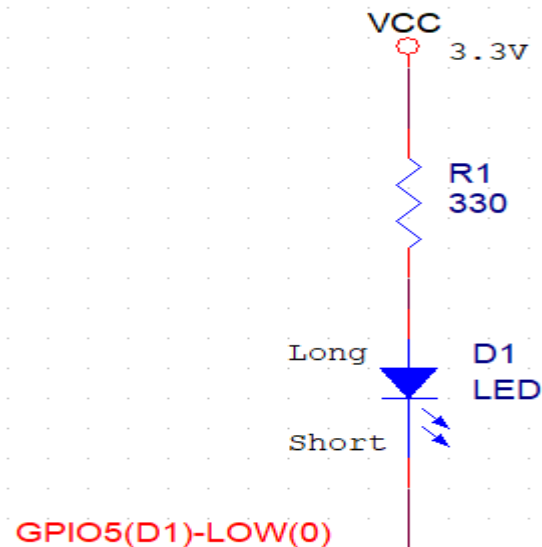 VCC
3.3V
R1
330
Long
D1
LED
Short
GPIO5(D1)-LOW(0)